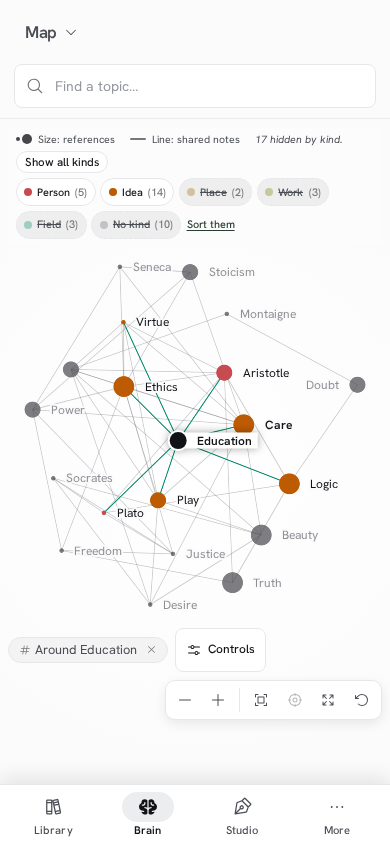 Map
Find a topic...
Size: references Line: shared notes 17 hidden by kind.
Show all kinds
Person (5) Idea (14) Place (2) Work (3)
Field (3) No kind (10) Sort them
Seneca
Stoicism
Montaigne
Virtue
Aristotle
Ethics
Doubt
Power
Care
Education
Socrates
Logic
Play
Plato
Beauty
Freedom
Justice
Truth
Desire
# Around Education × Controls
Library Brain Studio More